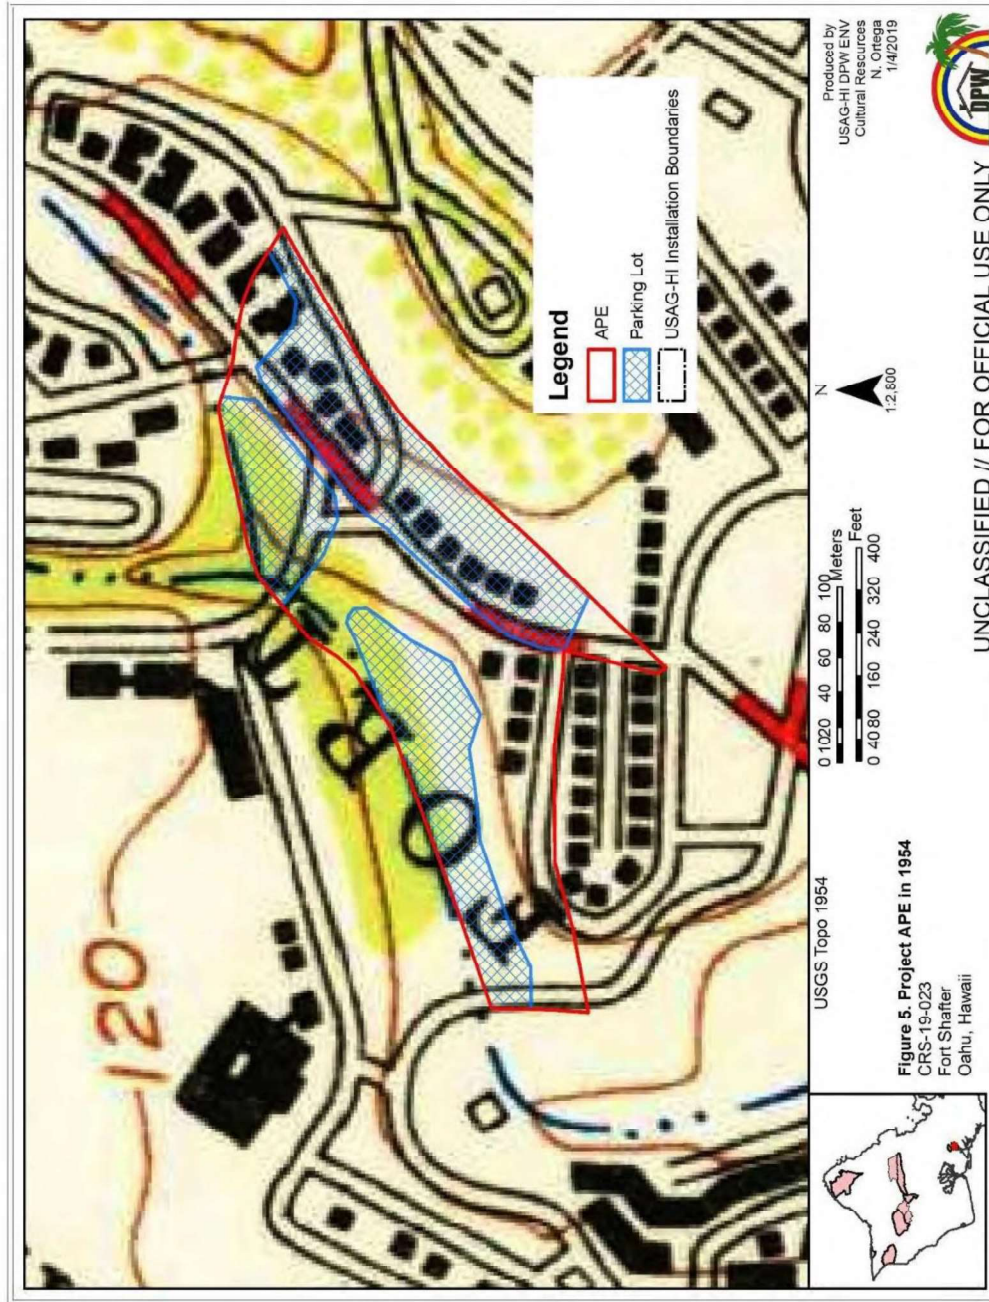 120
B
O
Legend
APE
Parking Lot
USAG-HI Installation Boundaries
USGS Topo 1954
Figure 5. Project APE in 1954
CRS-19-023
Fort Shafter
Oahu, Hawaii
0 10 20 40 60 80 100
Meters
Feet
0 40 80 160 240 320 400
N
1:2,600
Produced by
USAG-HI DPW ENV
Cultural Resources
N. Ortega
1/4/2019
DPW
UNCLASSIFIED // FOR OFFICIAL USE ONLY